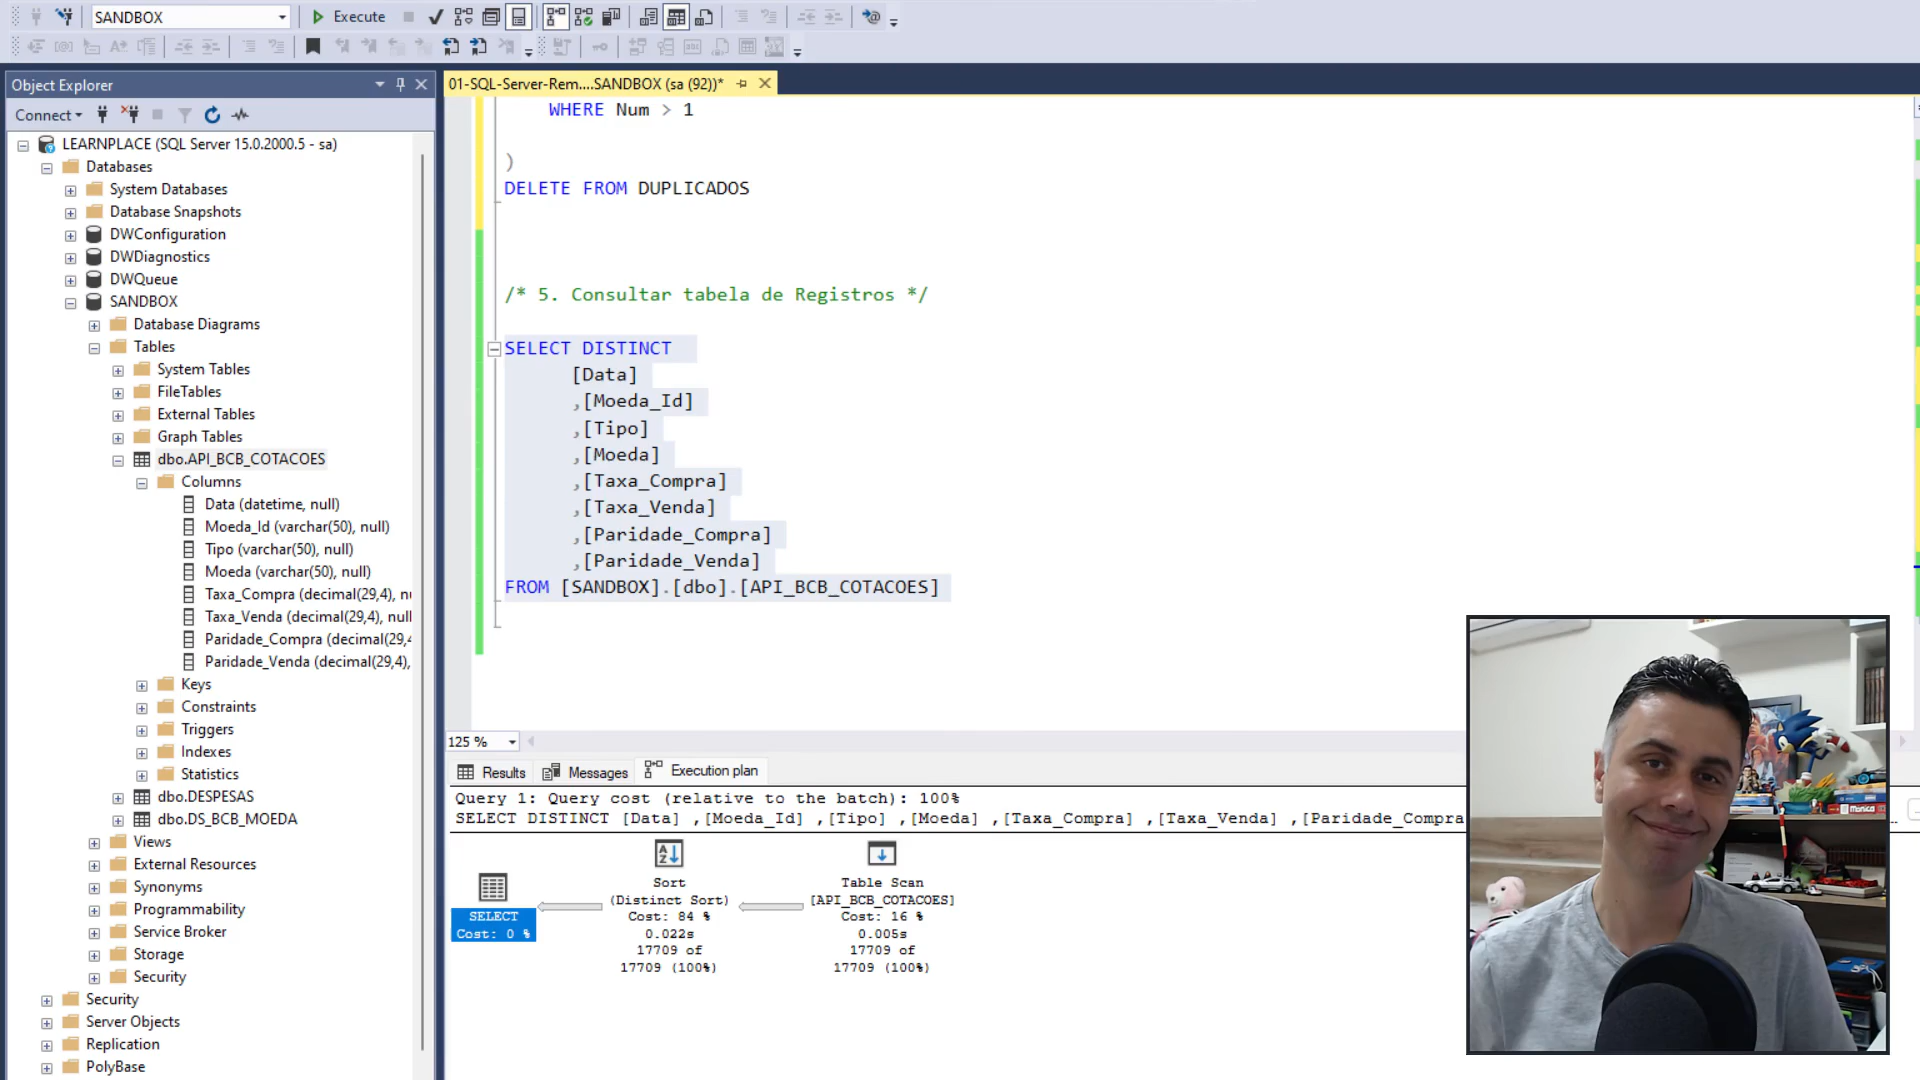 SANDBOX
Execute
Object Explorer
Connect
LEARNPLACE (SQL Server 15.0.2000.5 - sa)
Databases
System Databases
Database Snapshots
DWConfiguration
DWDiagnostics
DWQueue
SANDBOX
Database Diagrams
Tables
System Tables
FileTables
External Tables
Graph Tables
dbo.API_BCB_COTACOES
Columns
Data (datetime, null)
Moeda_Id (varchar(50), null)
Tipo (varchar(50), null)
Moeda (varchar(50), null)
Taxa_Compra (decimal(29,4), nu
Taxa_Venda (decimal(29,4), null
Paridade_Compra (decimal(29,4
Paridade_Venda (decimal(29,4),
Keys
Constraints
Triggers
Indexes
Statistics
dbo.DESPESAS
dbo.DS_BCB_MOEDA
Views
External Resources
Synonyms
Programmability
Service Broker
Storage
Security
Security
Server Objects
Replication
PolyBase
01-SQL-Server-Rem....SANDBOX (sa (92))*
WHERE Num > 1
)
DELETE FROM DUPLICADOS
/* 5. Consultar tabela de Registros */
SELECT DISTINCT
[Data]
,[Moeda_Id]
,[Tipo]
,[Moeda]
,[Taxa_Compra]
,[Taxa_Venda]
,[Paridade_Compra]
,[Paridade_Venda]
FROM [SANDBOX].[dbo].[API_BCB_COTACOES]
125 %
Results
Messages
Execution plan
Query 1: Query cost (relative to the batch): 100%
SELECT DISTINCT [Data] ,[Moeda_Id] ,[Tipo] ,[Moeda] ,[Taxa_Compra] ,[Taxa_Venda] ,[Paridade_Compra
SELECT
Cost: 0 %
Sort
(Distinct Sort)
Cost: 84 %
0.022s
17709 of
17709 (100%)
Table Scan
[API_BCB_COTACOES]
Cost: 16 %
0.005s
17709 of
17709 (100%)